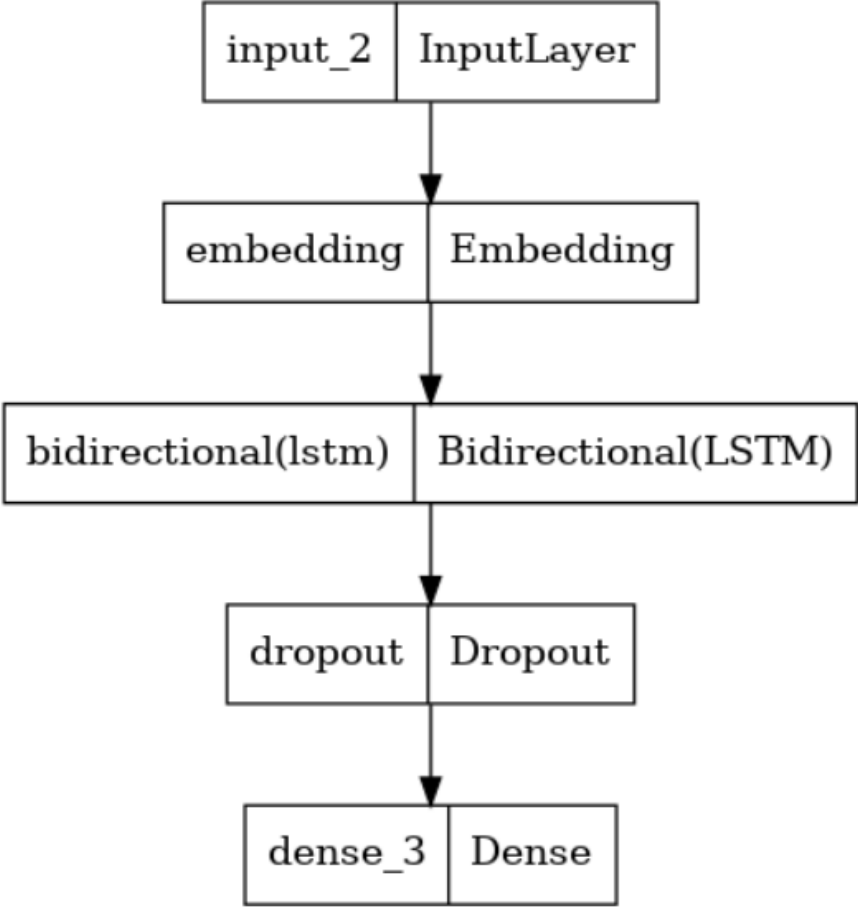 input_2 InputLayer
embedding Embedding
bidirectional(lstm) Bidirectional(LSTM)
dropout Dropout
dense_3 Dense